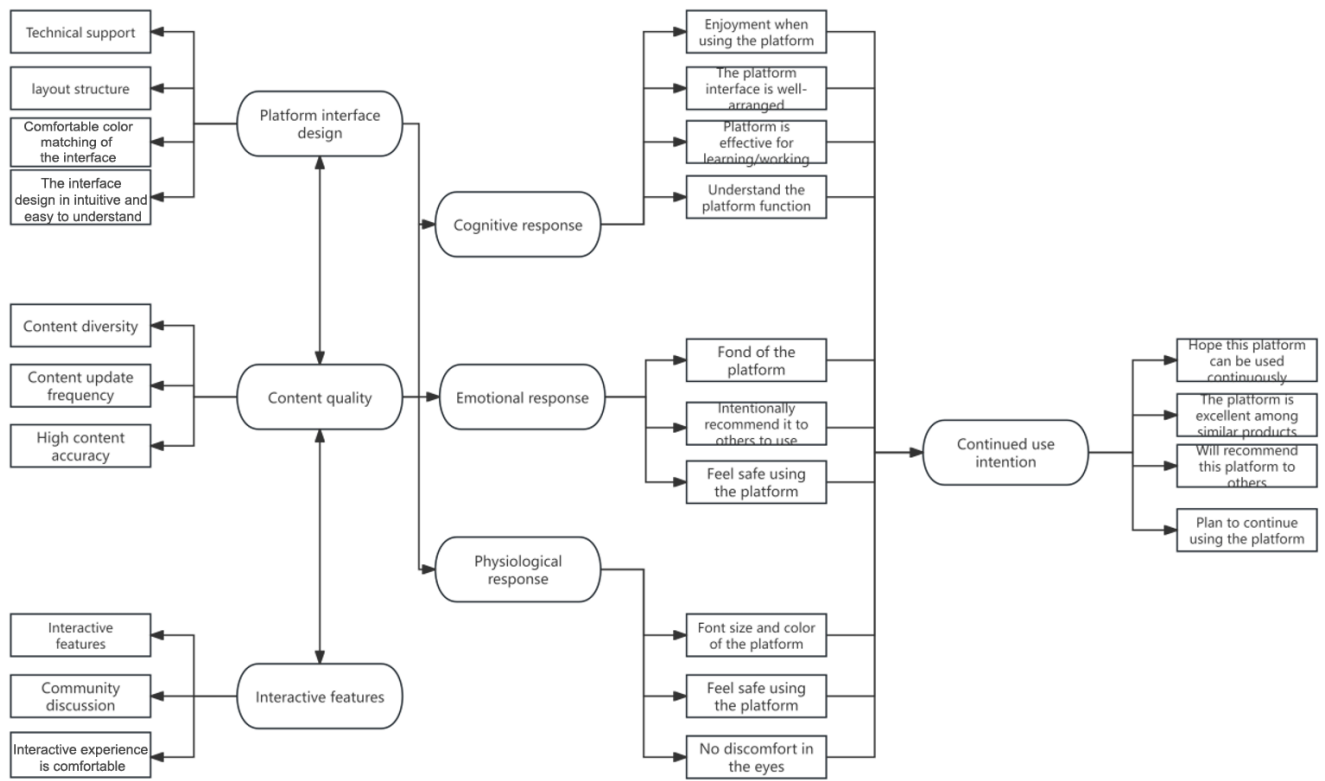 Technical support
layout structure
Comfortable color
matching of
the interface
The interface
design in intuitive and
easy to understand
Platform interface
design
Content diversity
Content update
frequency
High content
accuracy
Content quality
Interactive
features
Community
discussion
Interactive experience
is comfortable
Interactive features
Cognitive response
Emotional response
Physiological
response
Enjoyment when
using the platform
The platform
interface is well-
arranged
Platform is
effective for
learning/working
Understand the
platform function
Fond of the
platform
Intentionally
recommend it to
others to use
Feel safe using
the platform
Font size and color
of the platform
Feel safe using
the platform
No discomfort in
the eyes
Continued use
intention
Hope this platform
can be used
continuously
The platform is
excellent among
similar products
Will recommend
this platform to
others
Plan to continue
using the platform